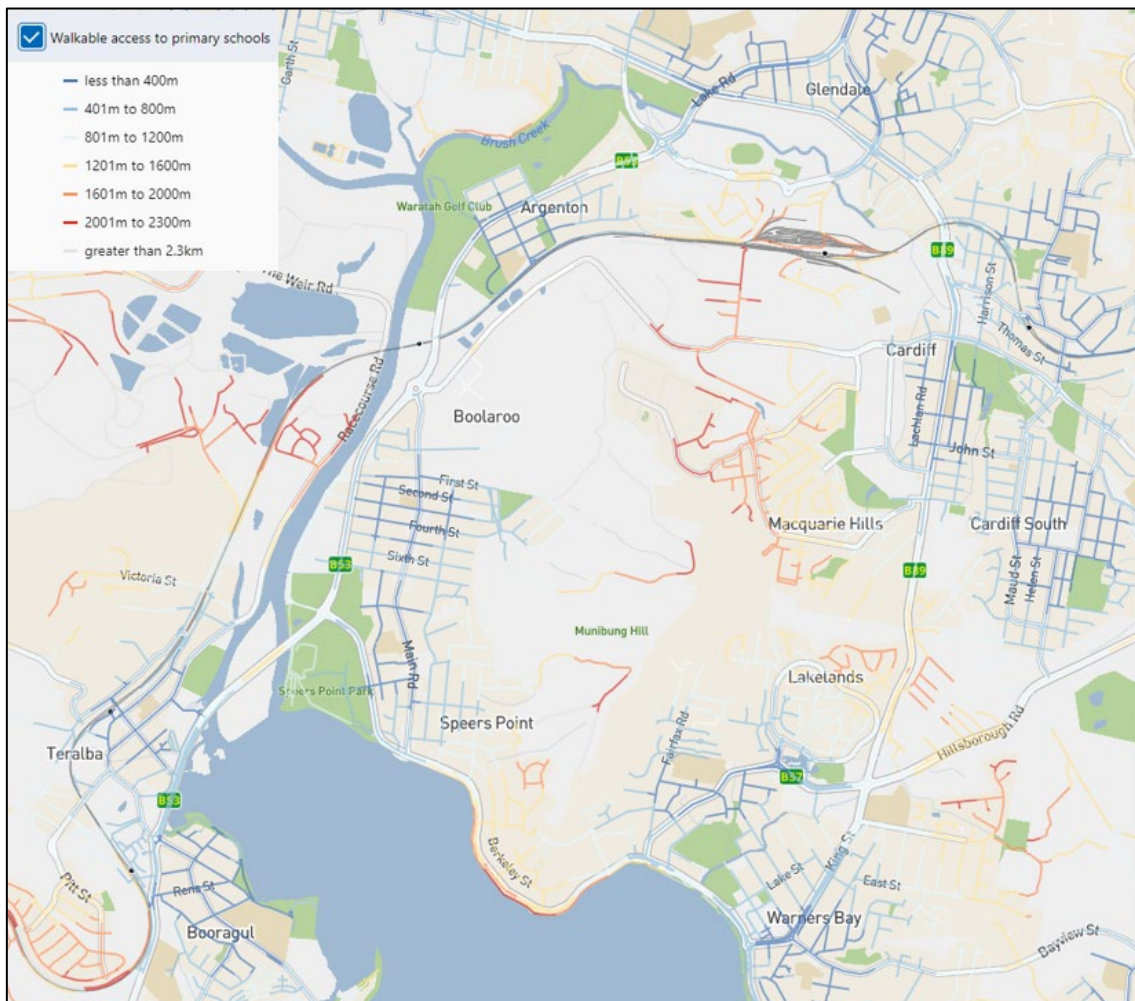 Walkable access to primary schools
less than 400m
401m to 800m
801m to 1200m
1201m to 1600m
1601m to 2000m
2001m to 2300m
greater than 2.3km
Garth St
Lake Rd
Glendale
Brush Creek
B53
Waratah Golf Club
Argenton
The Weir Rd
B89
Harrison St
Thomas St
Racecourse Rd
Cardiff
Boolaroo
Lachlan Rd
John St
First St
Second St
Fourth St
Sixth St
Macquarie Hills
Cardiff South
B53
B89
Victoria St
Maud St
Helen St
Munibung Hill
Main Rd
Lakelands
Speers Point Park
Speers Point
Fairfax Rd
Hillsborough Rd
Teralba
B53
B57
Berkeley St
King St
Lake St
East St
Pitt St
Rens St
Warners Bay
Booragul
Bayview St